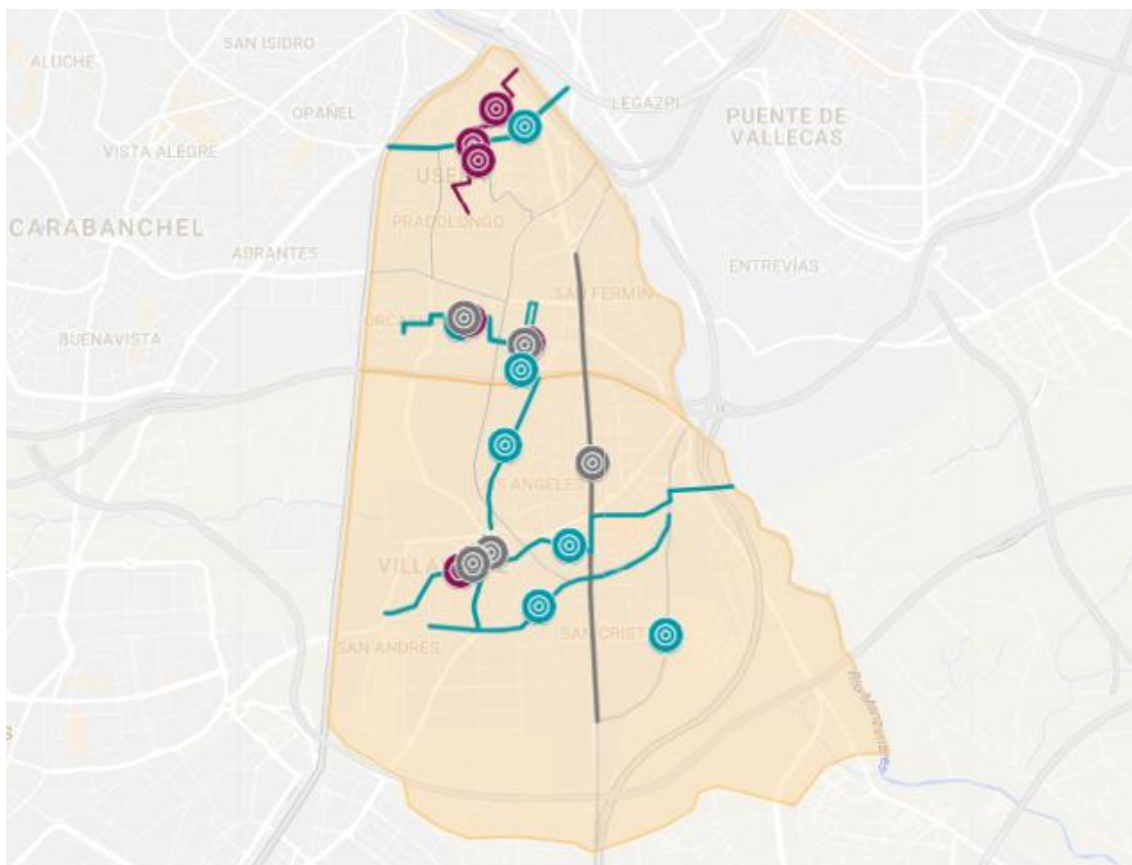 SAN ISIDRO
ALUCHE
OPAÑEL
LEGAZPI
PUENTE DE
VALLECAS
VISTA ALEGRE
PRADOLONGO
CARABANCHEL
ABRANTES
ENTREVÍAS
SAN FERMÍN
BUENAVISTA
SAN ANDRÉS
Río Manzanares